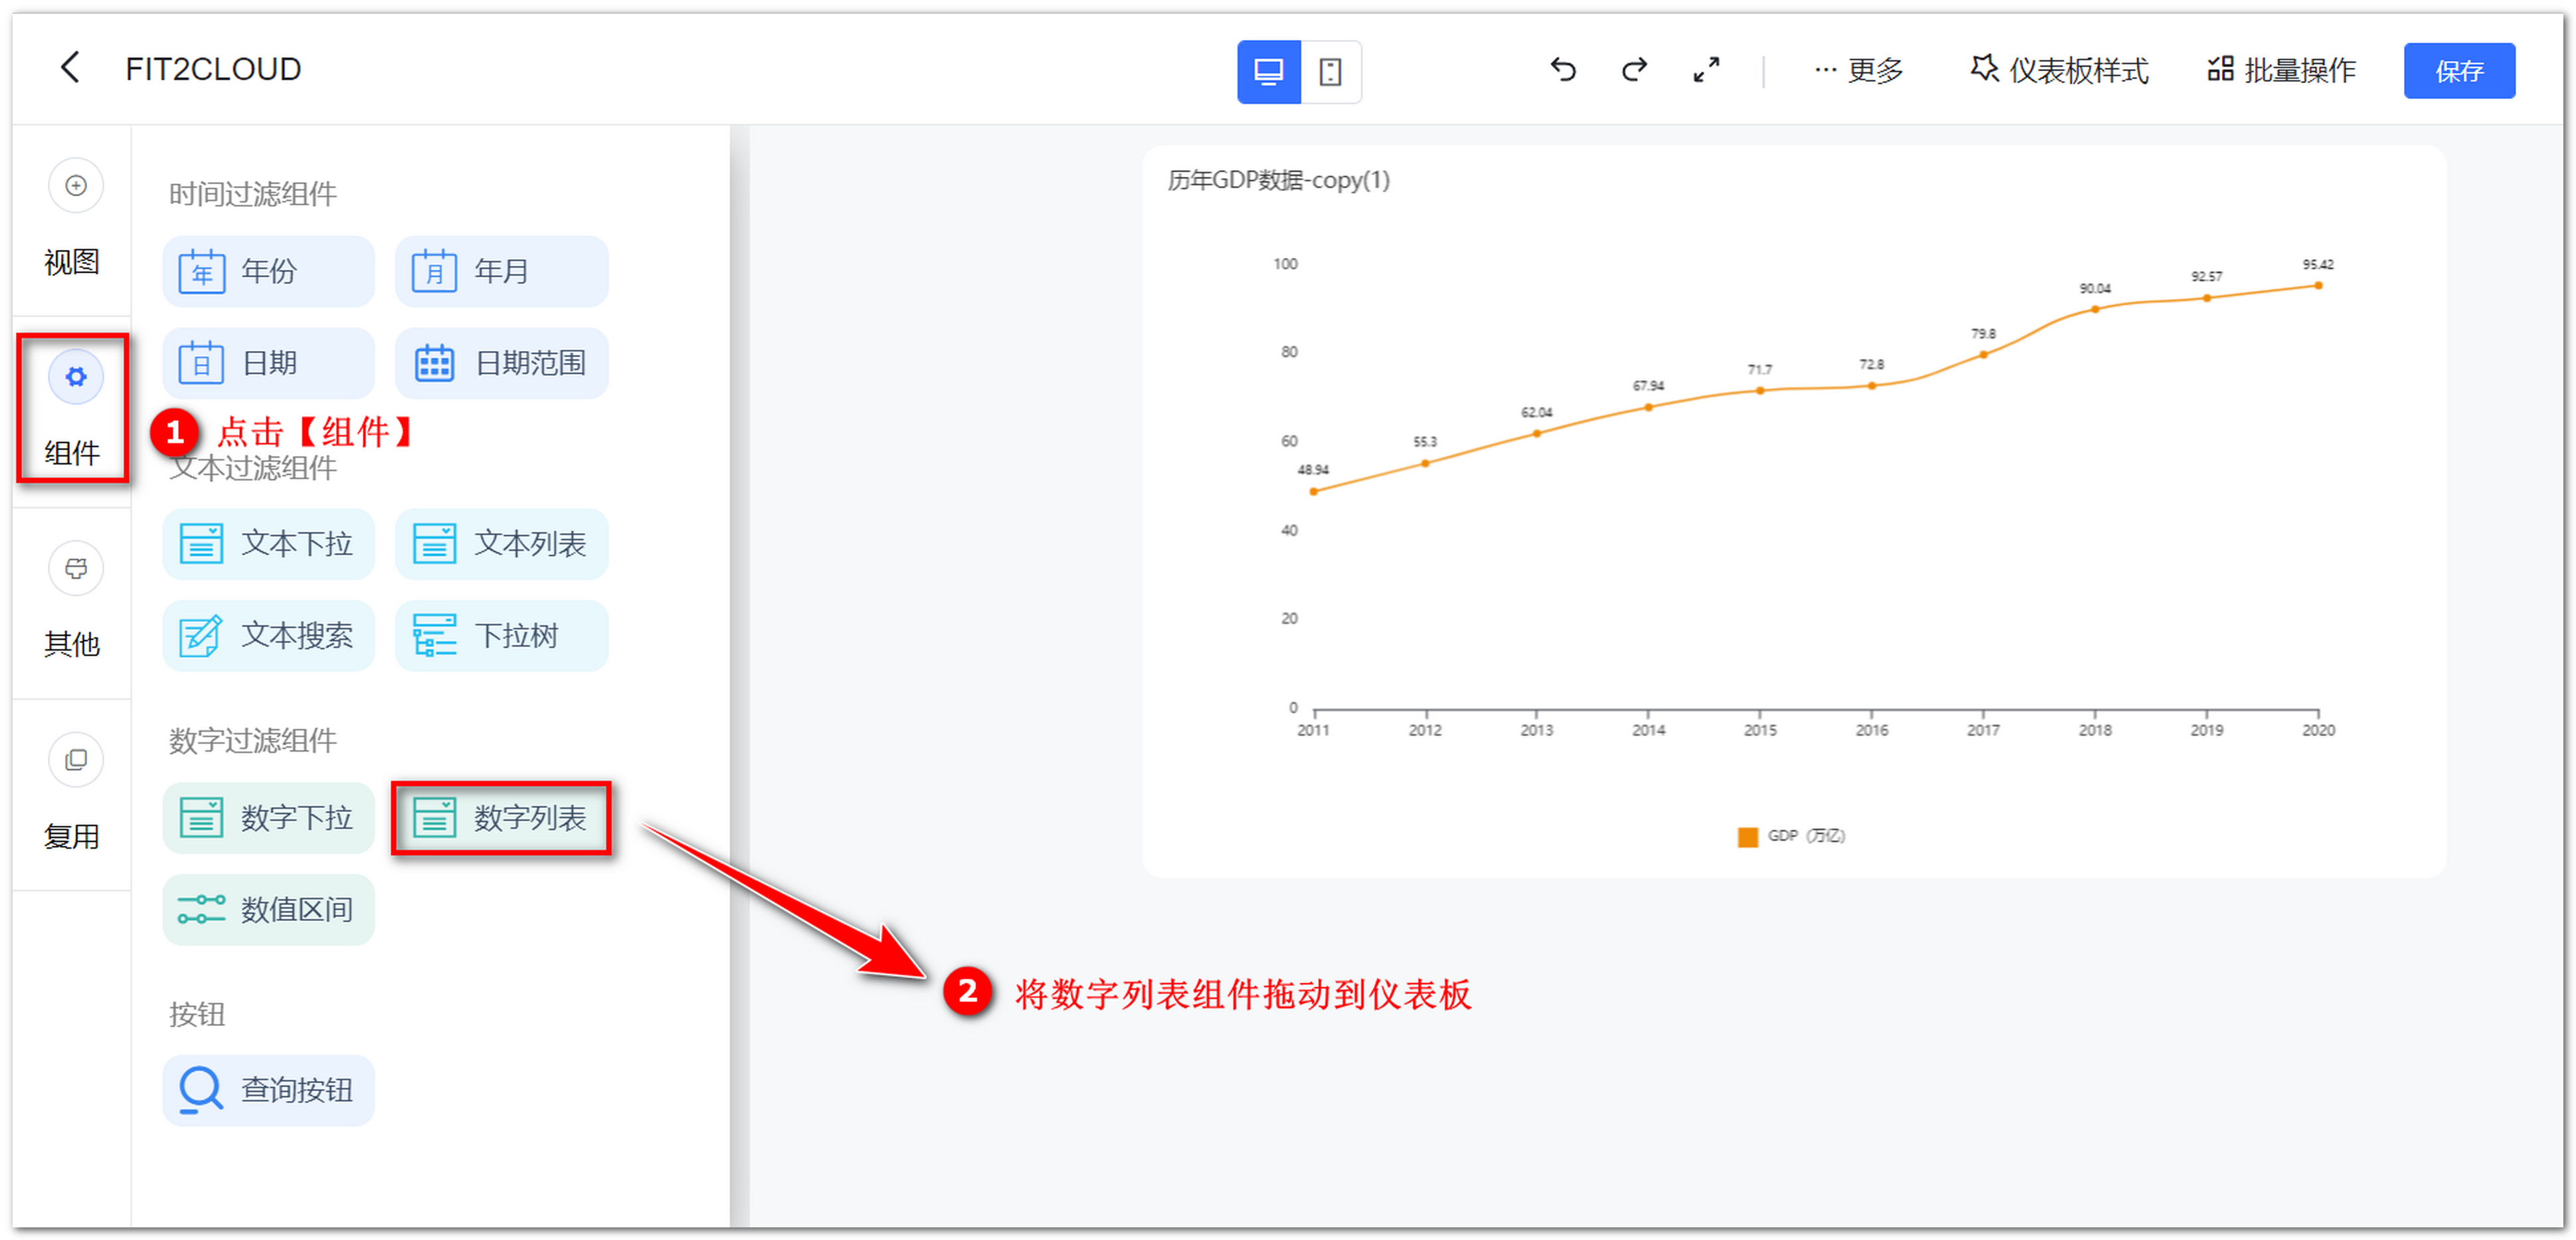 FIT2CLOUD
··· 更多
仪表板样式
批量操作
保存
视图
组件
其他
复用
时间过滤组件
年 年份
月 年月
日 日期
日期范围
1 点击【组件】
文本过滤组件
文本下拉
文本列表
文本搜索
下拉树
数字过滤组件
数字下拉
数字列表
数值区间
按钮
查询按钮
2 将数字列表组件拖动到仪表板
历年GDP数据-copy(1)
100
80
60
40
20
0
48.94
55.3
62.04
67.94
71.7
72.8
79.8
90.04
92.57
95.42
2011 2012 2013 2014 2015 2016 2017 2018 2019 2020
GDP（万亿）